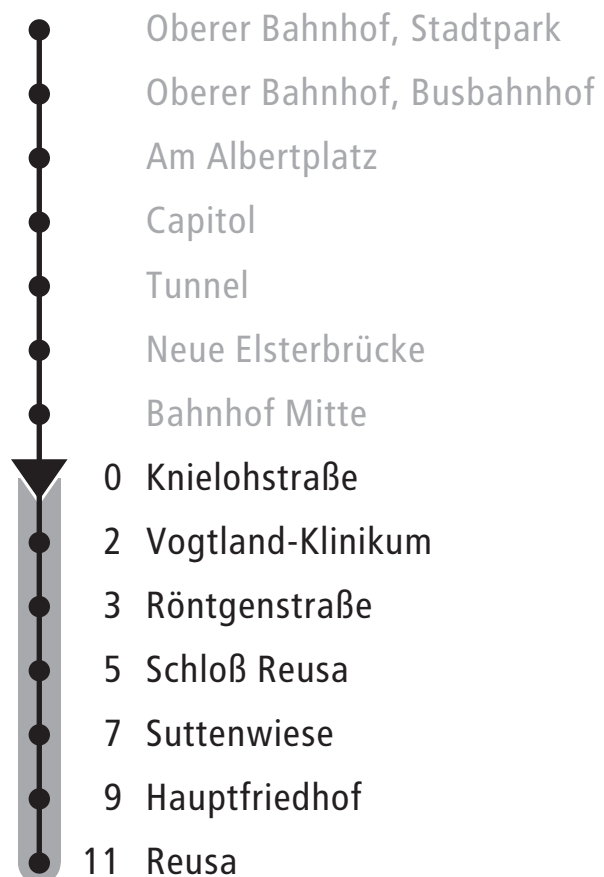 Oberer Bahnhof, Stadtpark
Oberer Bahnhof, Busbahnhof
Am Albertplatz
Capitol
Tunnel
Neue Elsterbrücke
Bahnhof Mitte
0 Knielohstraße
2 Vogtland-Klinikum
3 Röntgenstraße
5 Schloß Reusa
7 Suttenwiese
9 Hauptfriedhof
11 Reusa